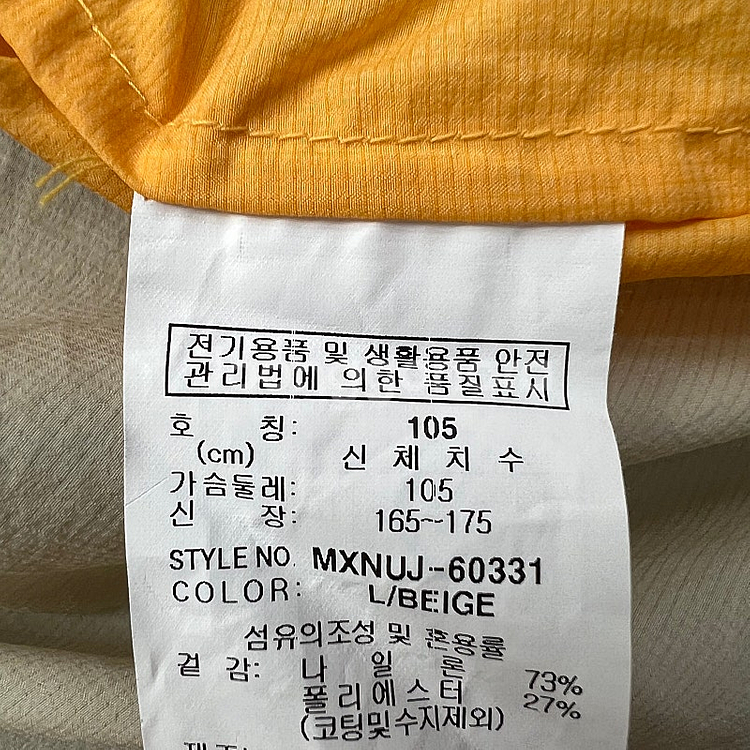 전기용품 및 생활용품 안전
관리법에 의한 품질표시
호 칭: 105
(cm) 신 체 치 수
가슴둘레: 105
신 장: 165~175
STYLE NO. MXNUJ-60331
COLOR: L/BEIGE
섬유의조성 및 혼용률
겉 감: 나 일 론 73%
폴리에스터 27%
(코팅및수지제외)